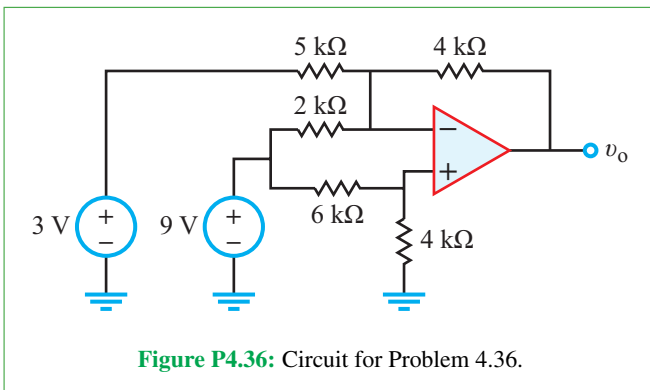 5 kΩ
4 kΩ
2 kΩ
−
+
υo
6 kΩ
3 V
+
−
9 V
+
−
4 kΩ
Figure P4.36: Circuit for Problem 4.36.